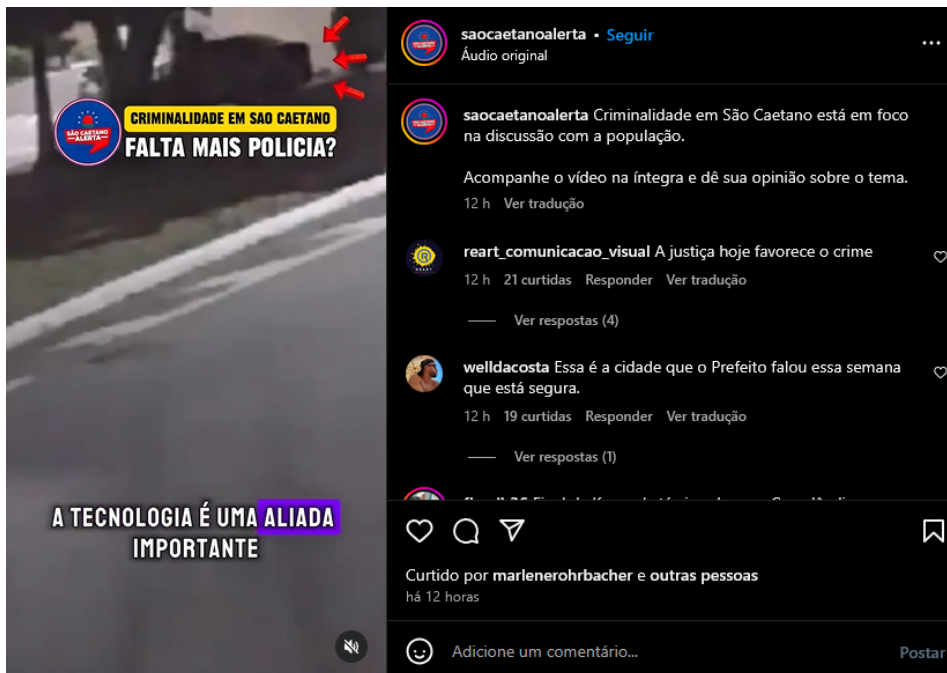 SÃO CAETANO
ALERTA
CRIMINALIDADE EM SAO CAETANO
FALTA MAIS POLICIA?
A TECNOLOGIA É UMA ALIADA
IMPORTANTE
saocaetanoalerta • Seguir
Áudio original
saocaetanoalerta Criminalidade em São Caetano está em foco
na discussão com a população.
Acompanhe o vídeo na íntegra e dê sua opinião sobre o tema.
12 h Ver tradução
reart_comunicacao_visual A justiça hoje favorece o crime
12 h 21 curtidas Responder Ver tradução
Ver respostas (4)
welldacosta Essa é a cidade que o Prefeito falou essa semana
que está segura.
12 h 19 curtidas Responder Ver tradução
Ver respostas (1)
Curtido por marlenerohrbacher e outras pessoas
há 12 horas
Adicione um comentário...
Postar